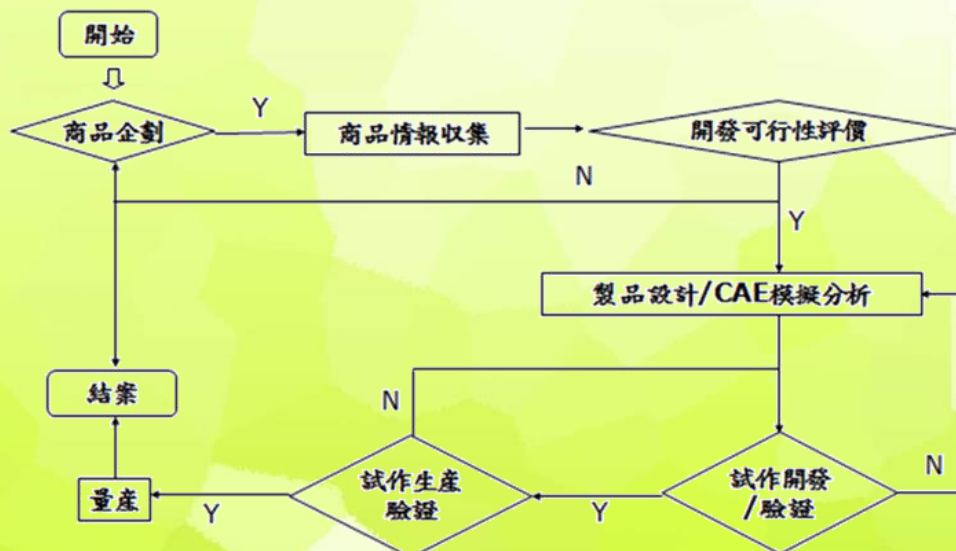 開始
商品企劃
Y
商品情報収集
開發可行性評價
N
Y
製品設計/CAE模擬分析
結案
N
試作生產
驗證
試作開發
/驗證
N
量産
Y
Y